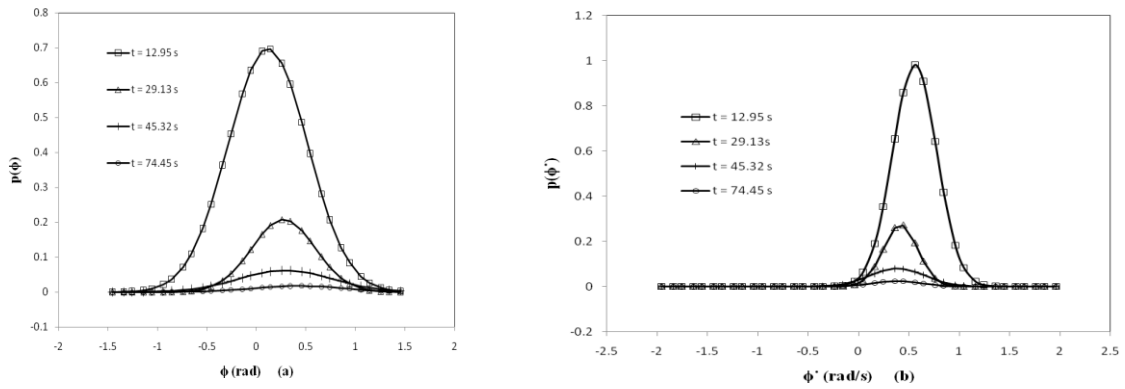 0.8
0.7
0.6
0.5
0.4
0.3
0.2
0.1
0
-0.1
p(ϕ)
t = 12.95 s
t = 29.13 s
t = 45.32 s
t = 74.45 s
-2 -1.5 -1 -0.5 0 0.5 1 1.5 2
ϕ (rad) (a)
1.2
1
0.8
0.6
0.4
0.2
0
-0.2
p(ϕ˙)
t = 12.95 s
t = 29.13s
t = 45.32 s
t = 74.45 s
-2.5 -2 -1.5 -1 -0.5 0 0.5 1 1.5 2 2.5
ϕ˙ (rad/s) (b)